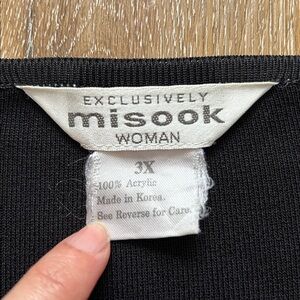 EXCLUSIVELY
misook
WOMAN
3X
100% Acrylic
Made in Korea.
See Reverse for Care.